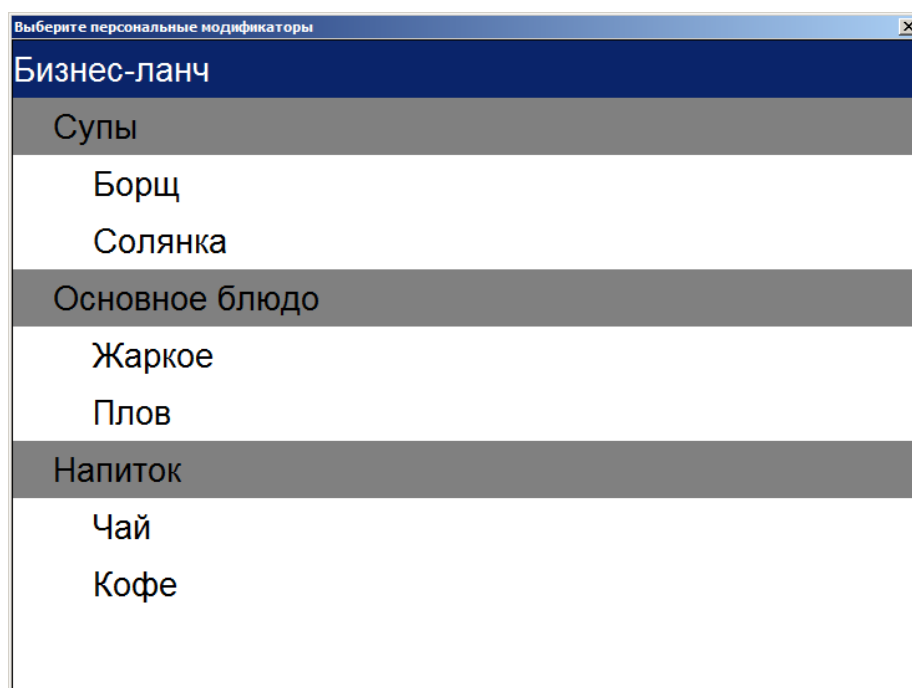 Выберите персональные модификаторы
Бизнес-ланч
Супы
Борщ
Солянка
Основное блюдо
Жаркое
Плов
Напиток
Чай
Кофе